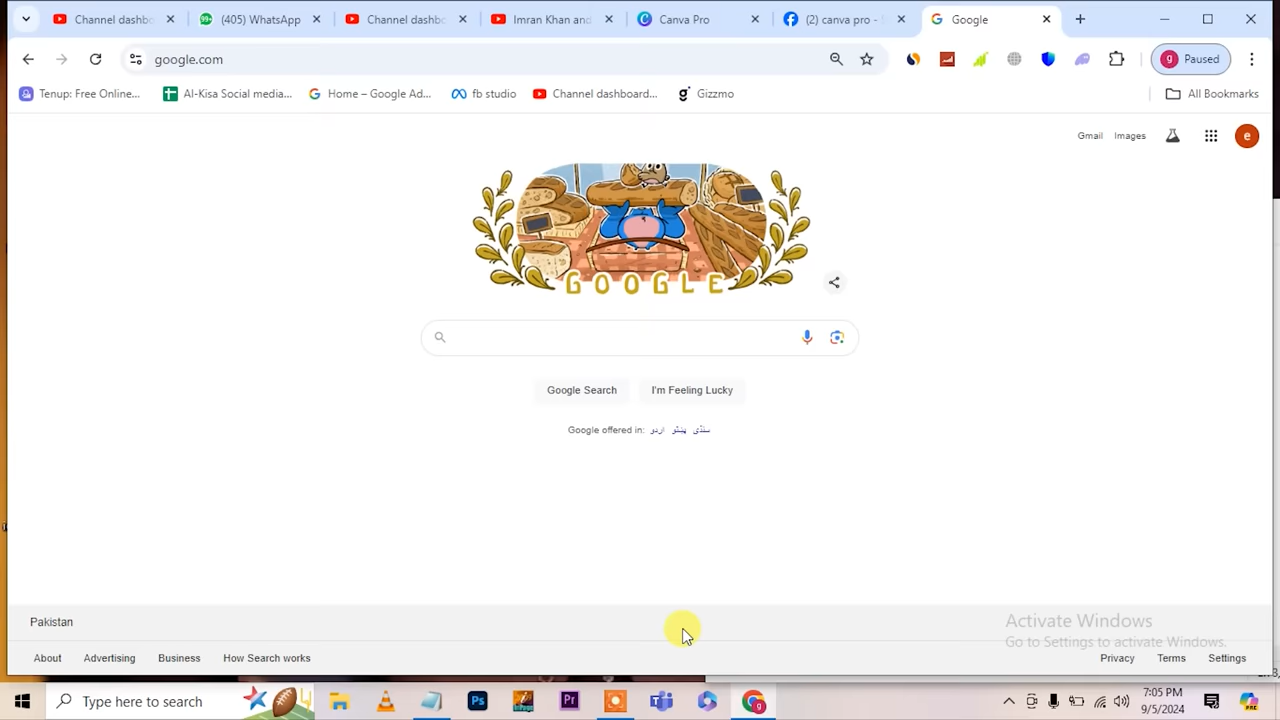 Channel dashbo
(405) WhatsApp
Channel dashbo
Imran Khan and
Canva Pro
(2) canva pro -
Google
google.com
g Paused
Tenup: Free Online...
Al-Kisa Social media...
Home – Google Ad...
fb studio
Channel dashboard...
Gizzmo
All Bookmarks
Gmail Images e
GOOGLE
Google Search
I'm Feeling Lucky
Google offered in: اردو پښتو سنڌي
Pakistan
Activate Windows
Go to Settings to activate Windows.
About
Advertising
Business
How Search works
Privacy
Terms
Settings
Type here to search
7:05 PM
9/5/2024